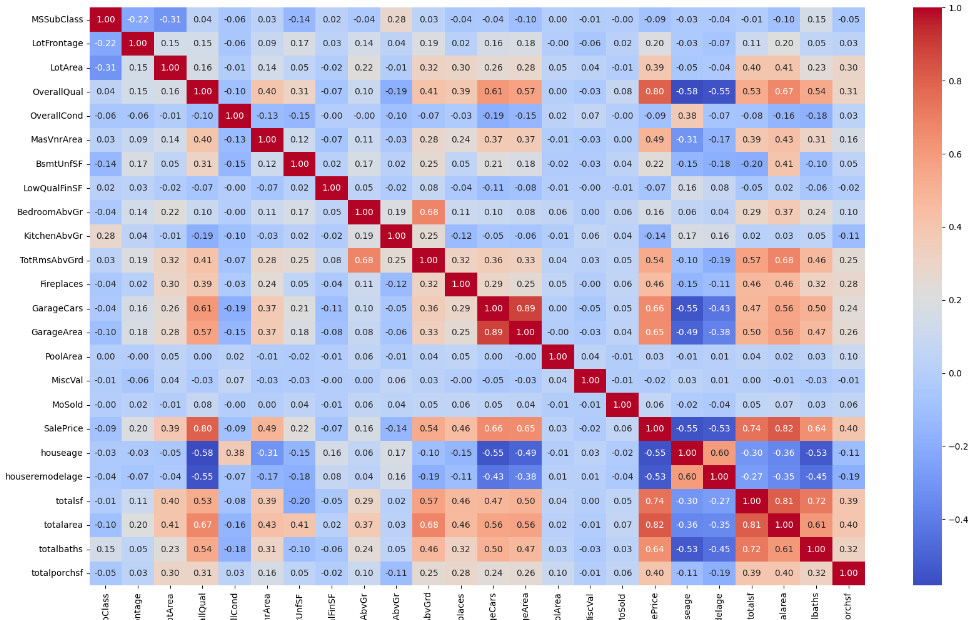 MSSubClass 1.00 -0.22 -0.31 0.04 -0.06 0.03 -0.14 0.02 -0.04 0.28 0.03 -0.04 -0.04 -0.10 0.00 -0.01 -0.00 -0.09 -0.03 -0.04 -0.01 -0.10 0.15 -0.05
LotFrontage -0.22 1.00 0.15 0.15 -0.06 0.09 0.17 0.03 0.14 0.04 0.19 0.02 0.16 0.18 -0.00 -0.06 0.02 0.20 -0.03 -0.07 0.11 0.20 0.05 0.03
LotArea -0.31 0.15 1.00 0.16 -0.01 0.14 0.05 -0.02 0.22 -0.01 0.32 0.30 0.26 0.28 0.05 0.04 -0.01 0.39 -0.05 -0.04 0.40 0.41 0.23 0.30
OverallQual 0.04 0.15 0.16 1.00 -0.10 0.40 0.31 -0.07 0.10 -0.19 0.41 0.39 0.61 0.57 0.00 -0.03 0.08 0.80 -0.58 -0.55 0.53 0.67 0.54 0.31
OverallCond -0.06 -0.06 -0.01 -0.10 1.00 -0.13 -0.15 -0.00 -0.00 -0.10 -0.07 -0.03 -0.19 -0.15 0.02 0.07 -0.00 -0.09 0.38 -0.07 -0.08 -0.16 -0.18 0.03
MasVnrArea 0.03 0.09 0.14 0.40 -0.13 1.00 0.12 -0.07 0.11 -0.03 0.28 0.24 0.37 0.37 -0.01 -0.03 0.00 0.49 -0.31 -0.17 0.39 0.43 0.31 0.16
BsmtUnfSF -0.14 0.17 0.05 0.31 -0.15 0.12 1.00 0.02 0.17 0.02 0.25 0.05 0.21 0.18 -0.02 -0.03 0.01 0.22 -0.15 -0.18 -0.20 0.41 -0.10 0.05
LowQualFinSF 0.02 0.03 -0.02 -0.07 -0.00 -0.07 0.02 1.00 0.05 -0.02 0.08 -0.04 -0.11 -0.08 -0.01 -0.00 -0.01 -0.07 0.16 0.08 -0.05 0.02 -0.06 -0.02
BedroomAbvGr -0.04 0.14 0.22 0.10 -0.00 0.11 0.17 0.05 1.00 0.19 0.68 0.11 0.10 0.08 0.06 0.00 0.06 0.16 0.06 0.04 0.29 0.37 0.24 0.10
KitchenAbvGr 0.28 0.04 -0.01 -0.19 -0.10 -0.03 0.02 -0.02 0.19 1.00 0.25 -0.12 -0.05 -0.06 -0.01 0.06 0.04 -0.14 0.17 0.16 0.02 0.03 0.05 -0.11
TotRmsAbvGrd 0.03 0.19 0.32 0.41 -0.07 0.28 0.25 0.08 0.68 0.25 1.00 0.32 0.36 0.33 0.04 0.03 0.05 0.54 -0.10 -0.19 0.57 0.68 0.46 0.25
Fireplaces -0.04 0.02 0.30 0.39 -0.03 0.24 0.05 -0.04 0.11 -0.12 0.32 1.00 0.29 0.25 0.05 -0.00 0.06 0.46 -0.15 -0.11 0.46 0.46 0.32 0.28
GarageCars -0.04 0.16 0.26 0.61 -0.19 0.37 0.21 -0.11 0.10 -0.05 0.36 0.29 1.00 0.89 0.00 -0.05 0.05 0.66 -0.55 -0.43 0.47 0.56 0.50 0.24
GarageArea -0.10 0.18 0.28 0.57 -0.15 0.37 0.18 -0.08 0.08 -0.06 0.33 0.25 0.89 1.00 -0.00 -0.03 0.04 0.65 -0.49 -0.38 0.50 0.56 0.47 0.26
PoolArea 0.00 -0.00 0.05 0.00 0.02 -0.01 -0.02 -0.01 0.06 -0.01 0.04 0.05 0.00 -0.00 1.00 0.04 -0.01 0.03 -0.01 0.01 0.04 0.02 0.03 0.10
MiscVal -0.01 -0.06 0.04 -0.03 0.07 -0.03 -0.03 -0.00 0.00 0.06 0.03 -0.00 -0.05 -0.03 0.04 1.00 -0.01 -0.02 0.03 0.01 0.00 -0.01 -0.03 -0.01
MoSold -0.00 0.02 -0.01 0.08 -0.00 0.00 0.01 -0.01 0.06 0.04 0.05 0.06 0.05 0.04 -0.01 -0.01 1.00 0.06 -0.02 -0.04 0.05 0.07 0.03 0.06
SalePrice -0.09 0.20 0.39 0.80 -0.09 0.49 0.22 -0.07 0.16 -0.14 0.54 0.46 0.66 0.65 0.03 -0.02 0.06 1.00 -0.55 -0.53 0.74 0.82 0.64 0.40
houseage -0.03 -0.03 -0.05 -0.58 0.38 -0.31 -0.15 0.16 0.06 0.17 -0.10 -0.15 -0.55 -0.49 -0.01 0.03 -0.02 -0.55 1.00 0.60 -0.30 -0.36 -0.53 -0.11
houseremodelage -0.04 -0.07 -0.04 -0.55 -0.07 -0.17 -0.18 0.08 0.04 0.16 -0.19 -0.11 -0.43 -0.38 0.01 0.01 -0.04 -0.53 0.60 1.00 -0.27 -0.35 -0.45 -0.19
totalsf -0.01 0.11 0.40 0.53 -0.08 0.39 -0.20 -0.05 0.29 0.02 0.57 0.46 0.47 0.50 0.04 0.00 0.05 0.74 -0.30 -0.27 1.00 0.81 0.72 0.39
totalarea -0.10 0.20 0.41 0.67 -0.16 0.43 0.41 0.02 0.37 0.03 0.68 0.46 0.56 0.56 0.02 -0.01 0.07 0.82 -0.36 -0.35 0.81 1.00 0.61 0.40
totalbaths 0.15 0.05 0.23 0.54 -0.18 0.31 -0.10 -0.06 0.24 0.05 0.46 0.32 0.50 0.47 0.03 -0.03 0.03 0.64 -0.53 -0.45 0.72 0.61 1.00 0.32
totalporchsf -0.05 0.03 0.30 0.31 0.03 0.16 0.05 -0.02 0.10 -0.11 0.25 0.28 0.24 0.26 0.10 -0.01 0.06 0.40 -0.11 -0.19 0.39 0.40 0.32 1.00
Class ontage otArea allQual llCond nrArea tUnfSF alFinSF AbvGr AbvGr AbvGrd places geCars geArea olArea liscVal MoSold ePrice useage delage totalsf alarea lbaths orchsf
1.0
0.8
0.6
0.4
0.2
0.0
-0.2
-0.4